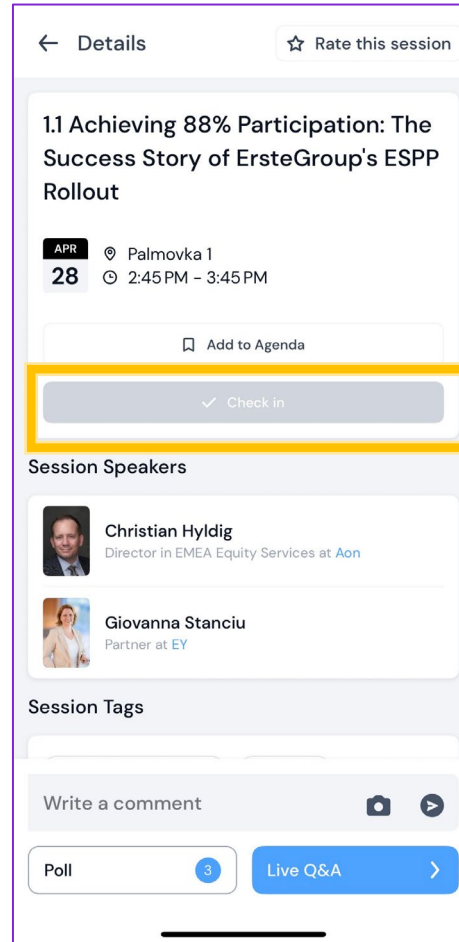 Details
Rate this session
1.1 Achieving 88% Participation: The
Success Story of ErsteGroup's ESPP
Rollout
APR
28
Palmovka 1
2:45 PM – 3:45 PM
Add to Agenda
Check in
Session Speakers
Christian Hyldig
Director in EMEA Equity Services at Aon
Giovanna Stanciu
Partner at EY
Session Tags
Write a comment
Poll
3
Live Q&A